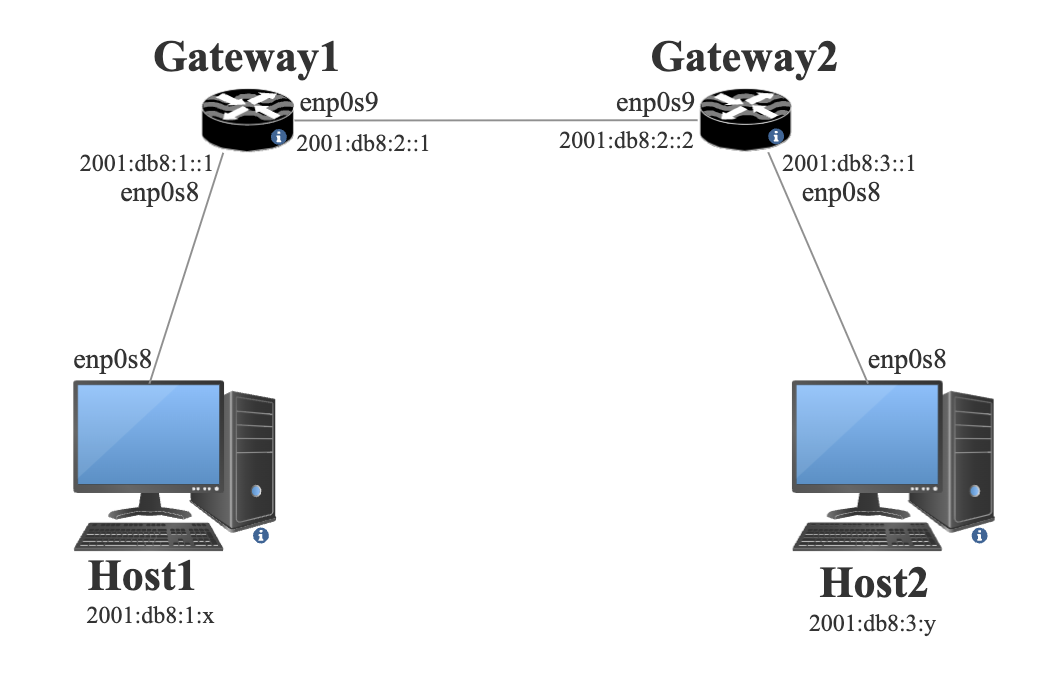 Gateway1
Gateway2
enp0s9
enp0s9
2001:db8:2::1
2001:db8:2::2
2001:db8:1::1
2001:db8:3::1
enp0s8
enp0s8
enp0s8
enp0s8
Host1
Host2
2001:db8:1:x
2001:db8:3:y